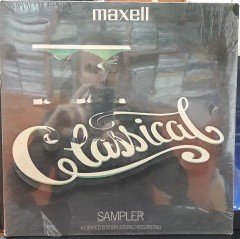 maxell
Classical
SAMPLER
A LIMITED EDITION STEREO RECORDING